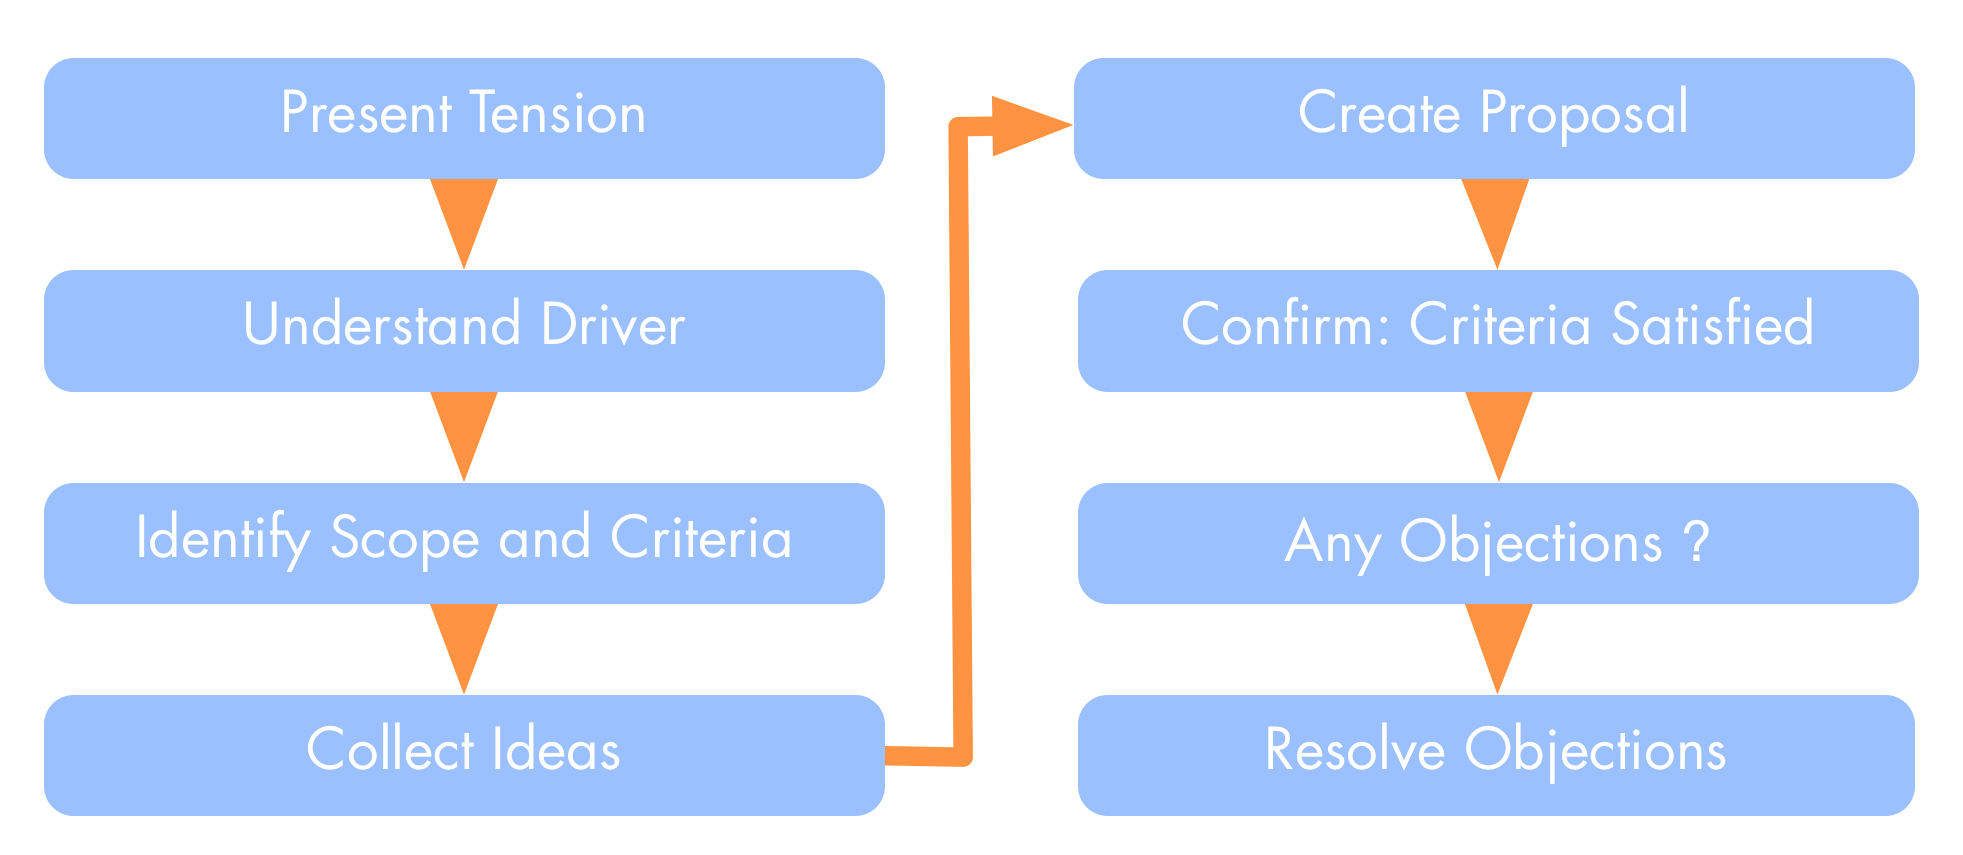 Present Tension
Understand Driver
Identify Scope and Criteria
Collect Ideas
Create Proposal
Confirm: Criteria Satisfied
Any Objections ?
Resolve Objections